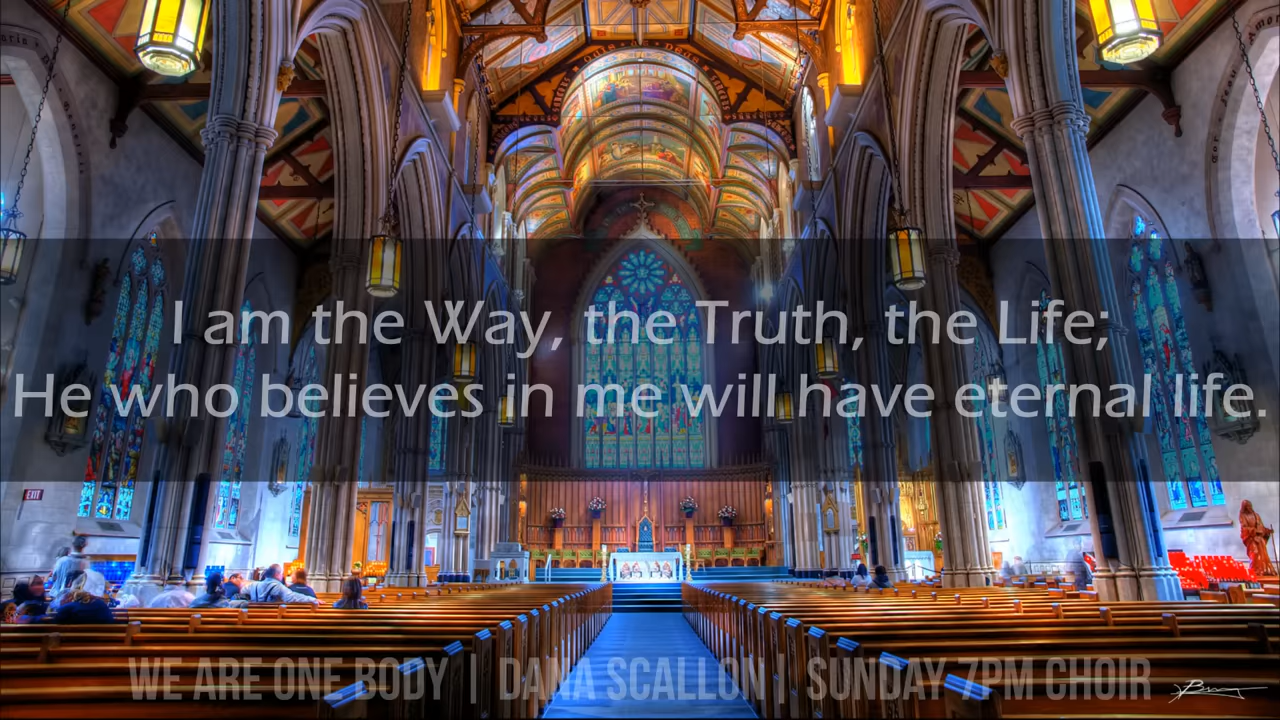 I am the Way, the Truth, the Life;
He who believes in me will have eternal life.
EXIT
WE ARE ONE BODY | DANA SCALLON | SUNDAY 7PM CHOIR